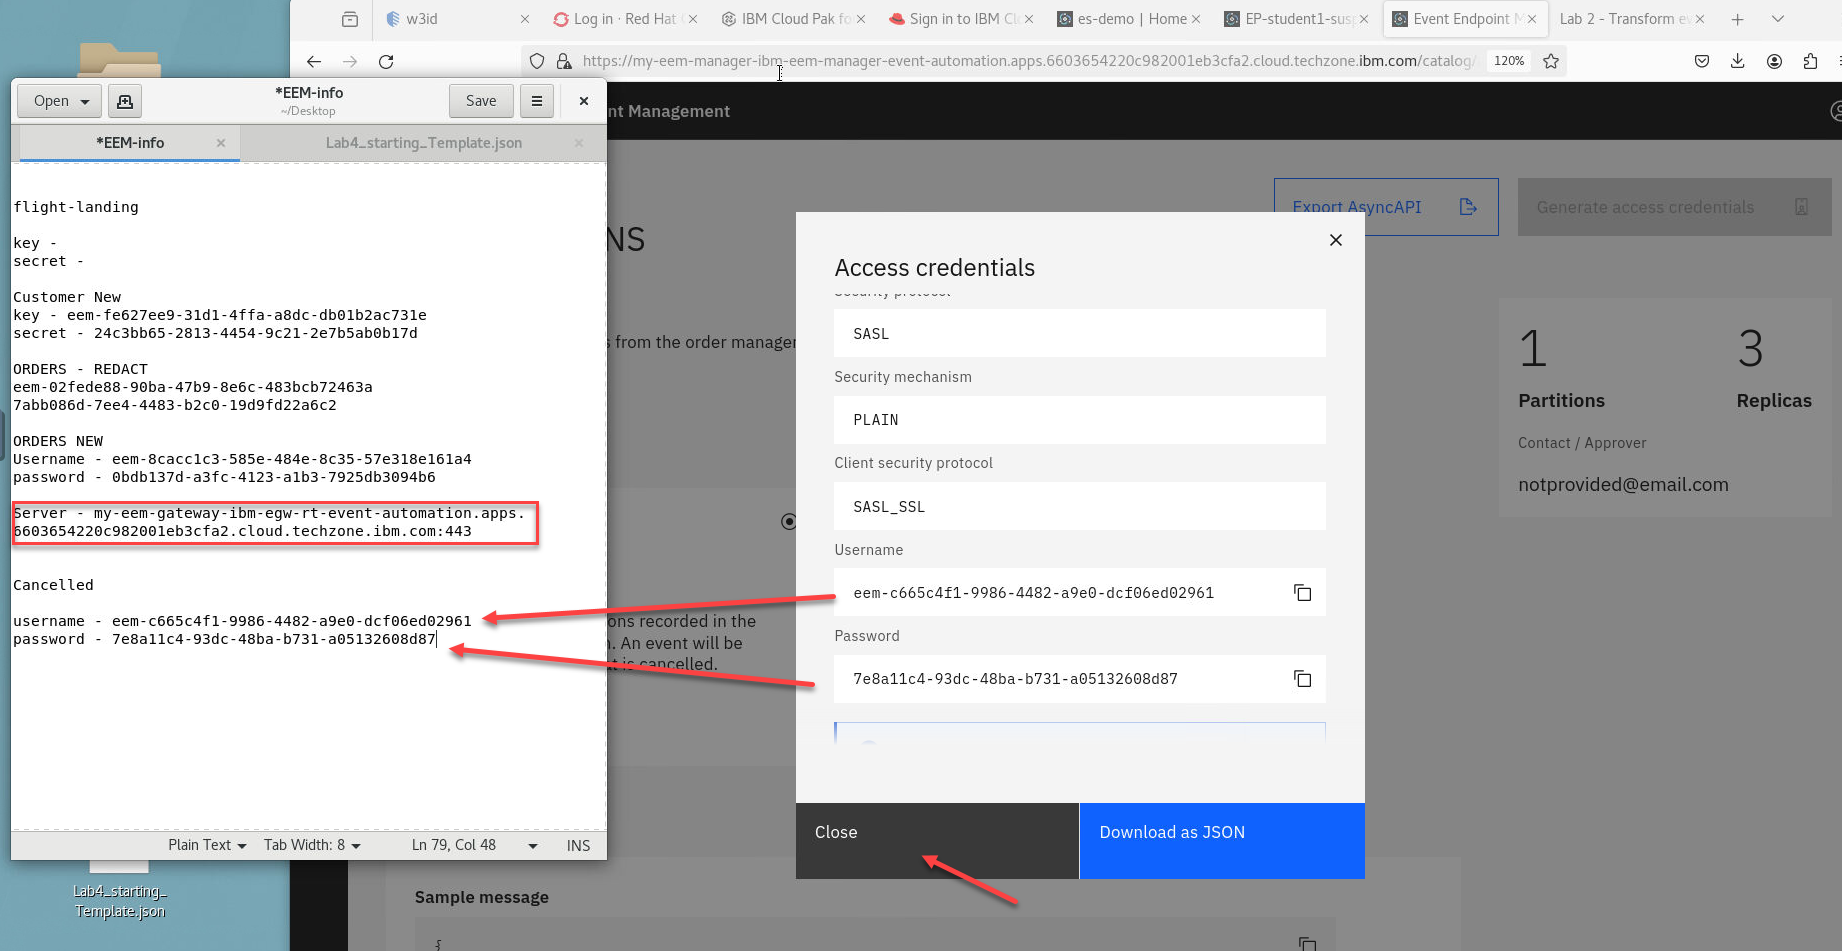 w3id
Log in · Red Hat
IBM Cloud Pak fo
Sign in to IBM Cl
es-demo | Home
EP-student1-sus
Event Endpoint M
Lab 2 - Transform ev
https://my-eem-manager-ibm-eem-manager-event-automation.apps.6603654220c982001eb3cfa2.cloud.techzone.ibm.com/catalog/
120%
Open
*EEM-info
~/Desktop
Save
*EEM-info
Lab4_starting_Template.json
flight-landing
key -
secret -
Customer New
key - eem-fe627ee9-31d1-4ffa-a8dc-db01b2ac731e
secret - 24c3bb65-2813-4454-9c21-2e7b5ab0b17d
ORDERS - REDACT
eem-02fede88-90ba-47b9-8e6c-483bcb72463a
7abb086d-7ee4-4483-b2c0-19d9fd22a6c2
ORDERS NEW
Username - eem-8cacc1c3-585e-484e-8c35-57e318e161a4
password - 0bdb137d-a3fc-4123-a1b3-7925db3094b6
Server - my-eem-gateway-ibm-egw-rt-event-automation.apps.
6603654220c982001eb3cfa2.cloud.techzone.ibm.com:443
Cancelled
username - eem-c665c4f1-9986-4482-a9e0-dcf06ed02961
password - 7e8a11c4-93dc-48ba-b731-a05132608d87
Plain Text
Tab Width: 8
Ln 79, Col 48
INS
Lab4_starting_
Template.json
nt Management
NS
Export AsyncAPI
Generate access credentials
s from the order manager
1
3
Partitions
Replicas
Contact / Approver
notprovided@email.com
Access credentials
Security protocol
SASL
Security mechanism
PLAIN
Client security protocol
SASL_SSL
Username
eem-c665c4f1-9986-4482-a9e0-dcf06ed02961
Password
7e8a11c4-93dc-48ba-b731-a05132608d87
Close
Download as JSON
ons recorded in the
. An event will be
t is cancelled.
Sample message
{